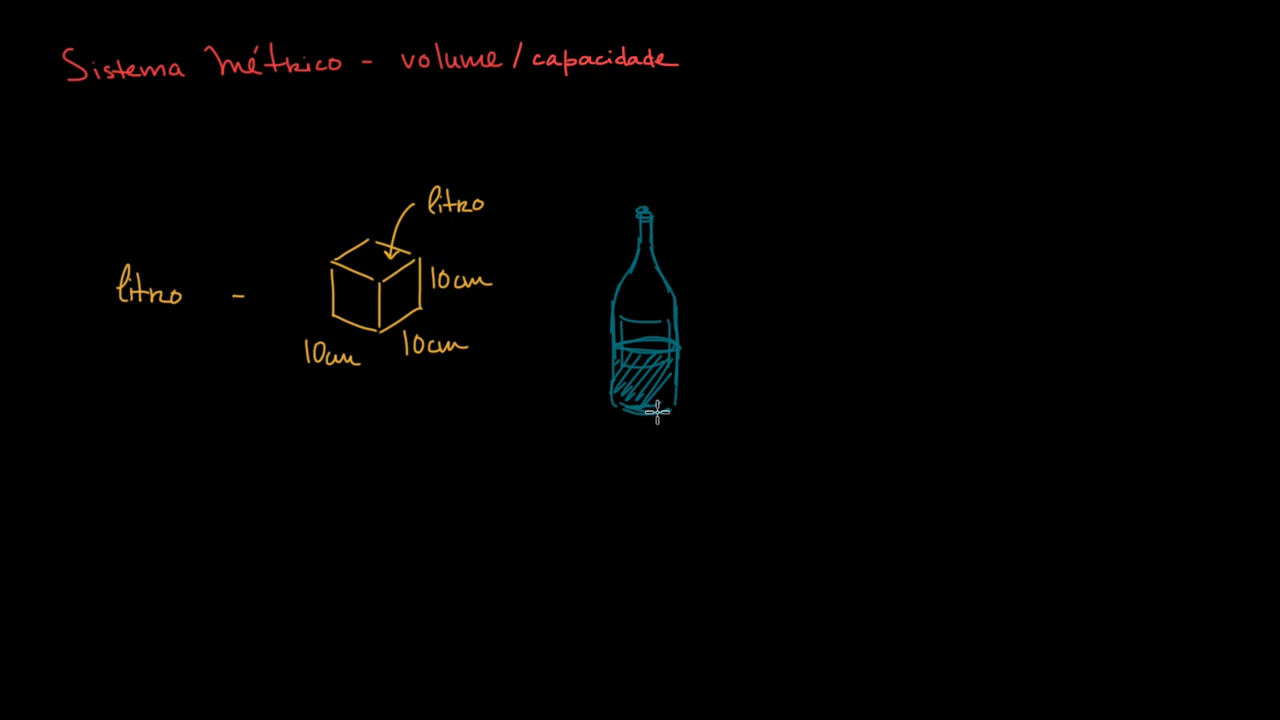 Sistema Métrico - volume / capacidade
litro
litro -
10cm
10cm
10cm